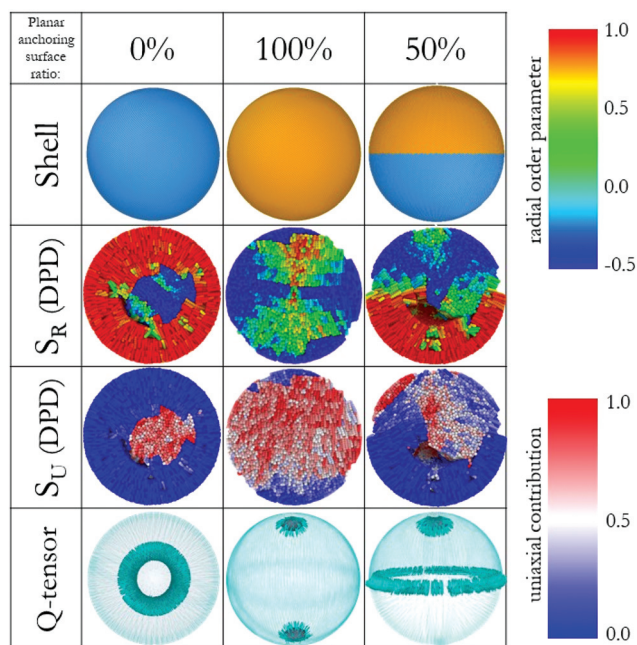 Planar
anchoring
surface
ratio:
0%
100%
50%
Shell
S_R (DPD)
S_U (DPD)
Q-tensor
radial order parameter
1.0
0.5
0.0
-0.5
uniaxial contribution
1.0
0.5
0.0